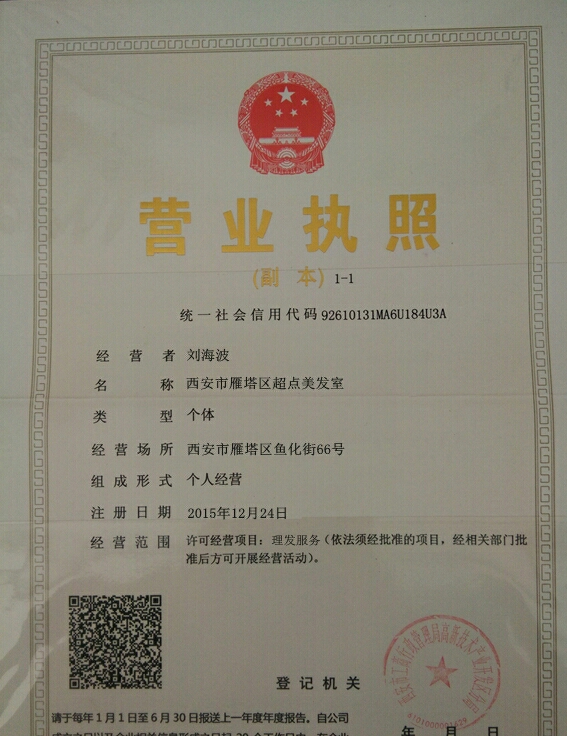 营业执照
(副 本) 1-1
统一社会信用代码 92610131MA6U184U3A
经营者 刘海波
名称 西安市雁塔区超点美发室
类型 个体
经营场所 西安市雁塔区鱼化街66号
组成形式 个人经营
注册日期 2015年12月24日
经营范围 许可经营项目：理发服务（依法须经批准的项目，经相关部门批
准后方可开展经营活动）。
登记机关
请于每年1月1日至6月30日报送上一年度年度报告。自公司
年 月 日